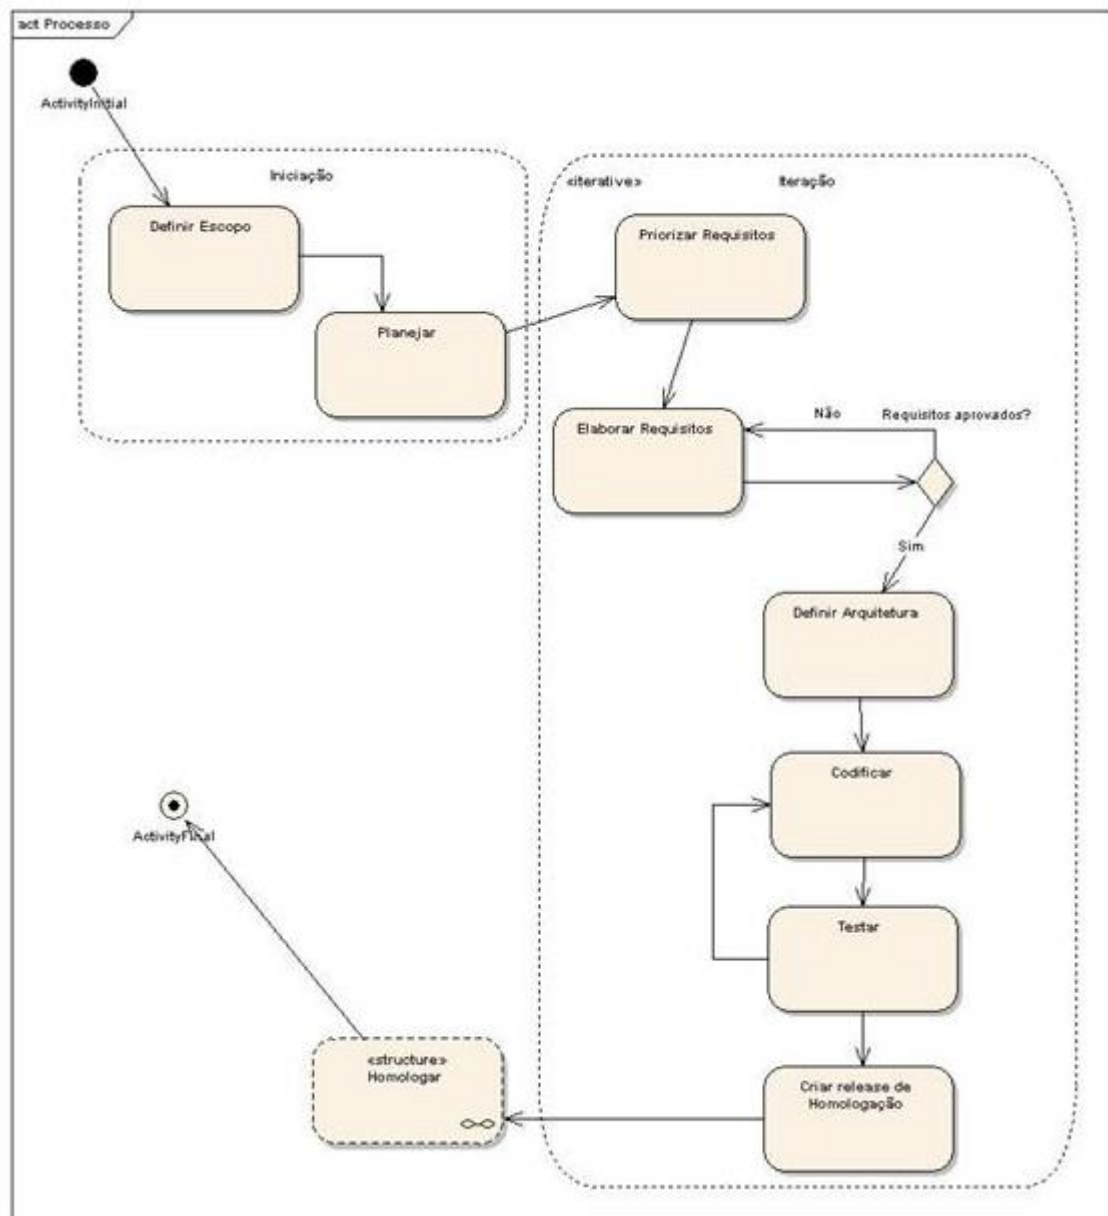 act Processo
ActivityInitial
Iniciação
«iterative»
Iteração
Definir Escopo
Priorizar Requisitos
Planejar
Elaborar Requisitos
Não
Requisitos aprovados?
Sim
Definir Arquitetura
Codificar
ActivityFinal
Testar
«structure»
Homologar
Criar release de
Homologação